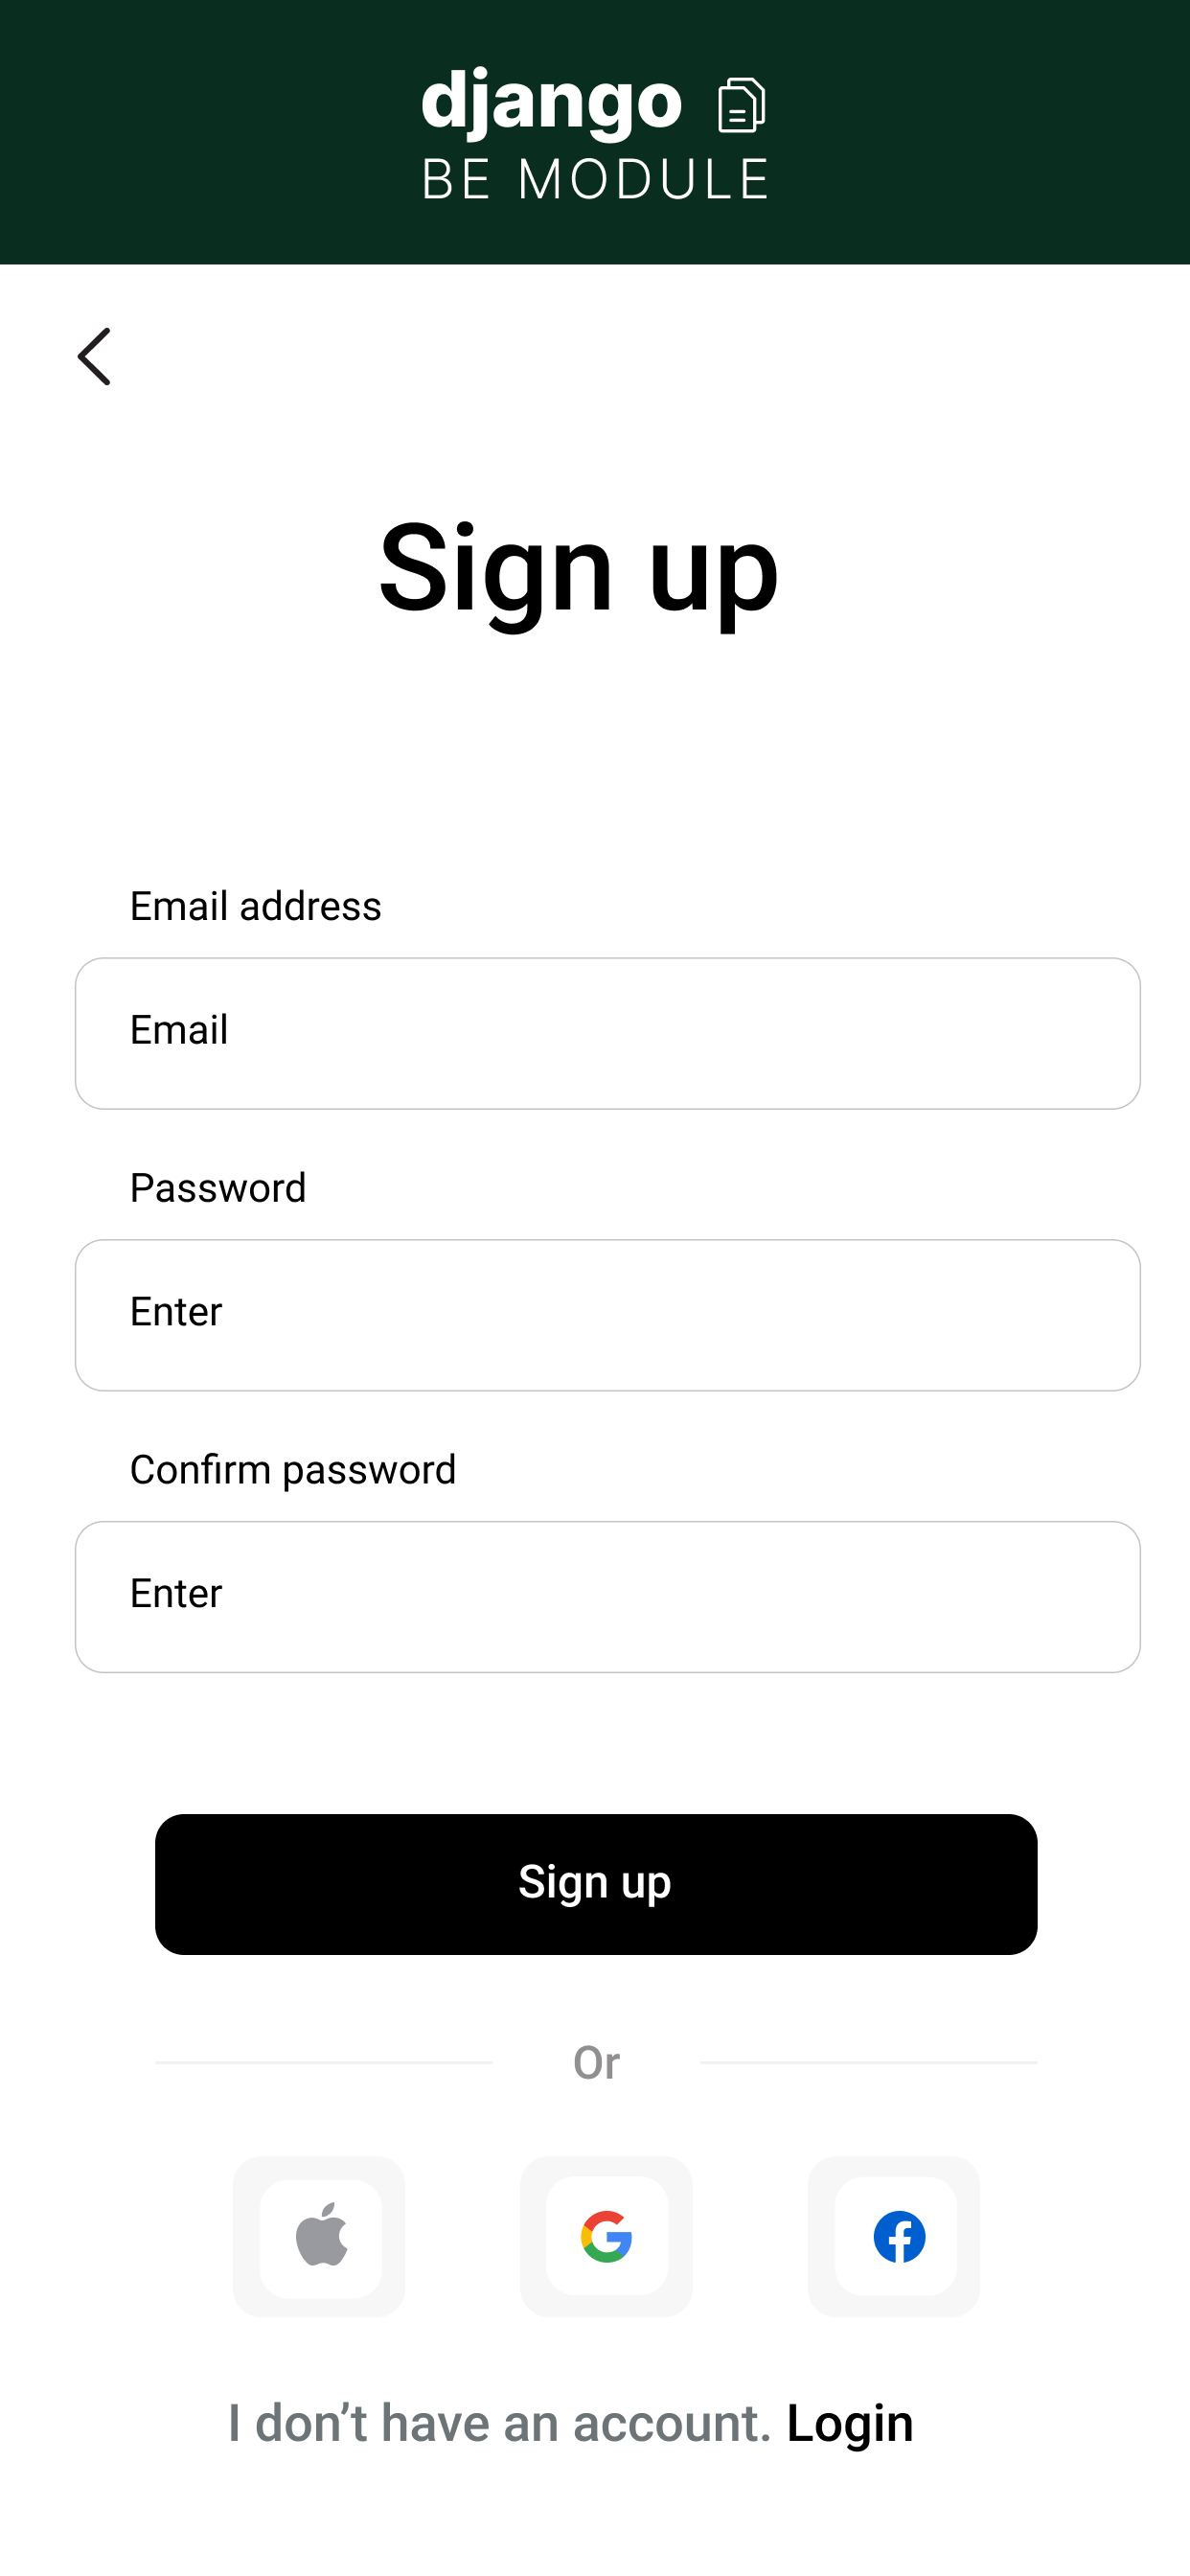 django
BE MODULE
Sign up
Email address
Email
Password
Enter
Confirm password
Enter
Sign up
Or
I don’t have an account. Login